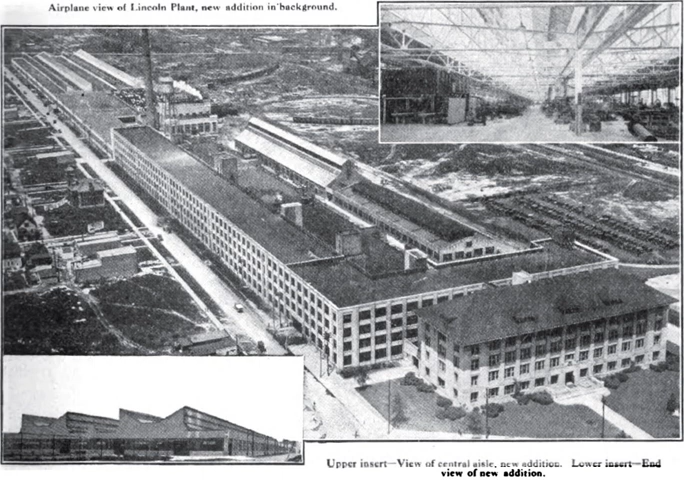 Airplane view of Lincoln Plant, new addition in background.
Upper insert—View of central aisle, new addition. Lower insert—End
view of new addition.